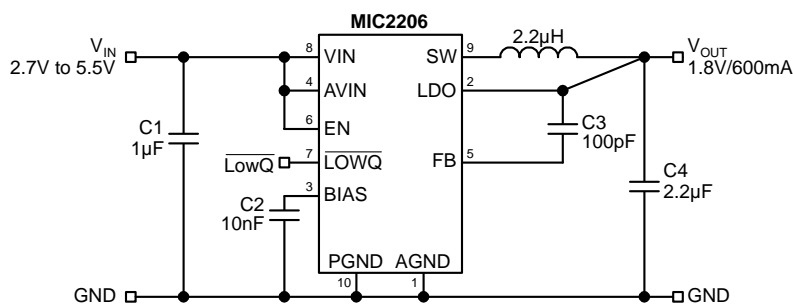 MIC2206
V_IN
2.7V to 5.5V
8
VIN
SW
9
2.2µH
V_OUT
1.8V/600mA
4
AVIN
LDO
2
6
EN
C1
1µF
C3
100pF
LowQ
7
LOWQ
FB
5
3
BIAS
C2
10nF
C4
2.2µF
PGND
AGND
10
1
GND
GND